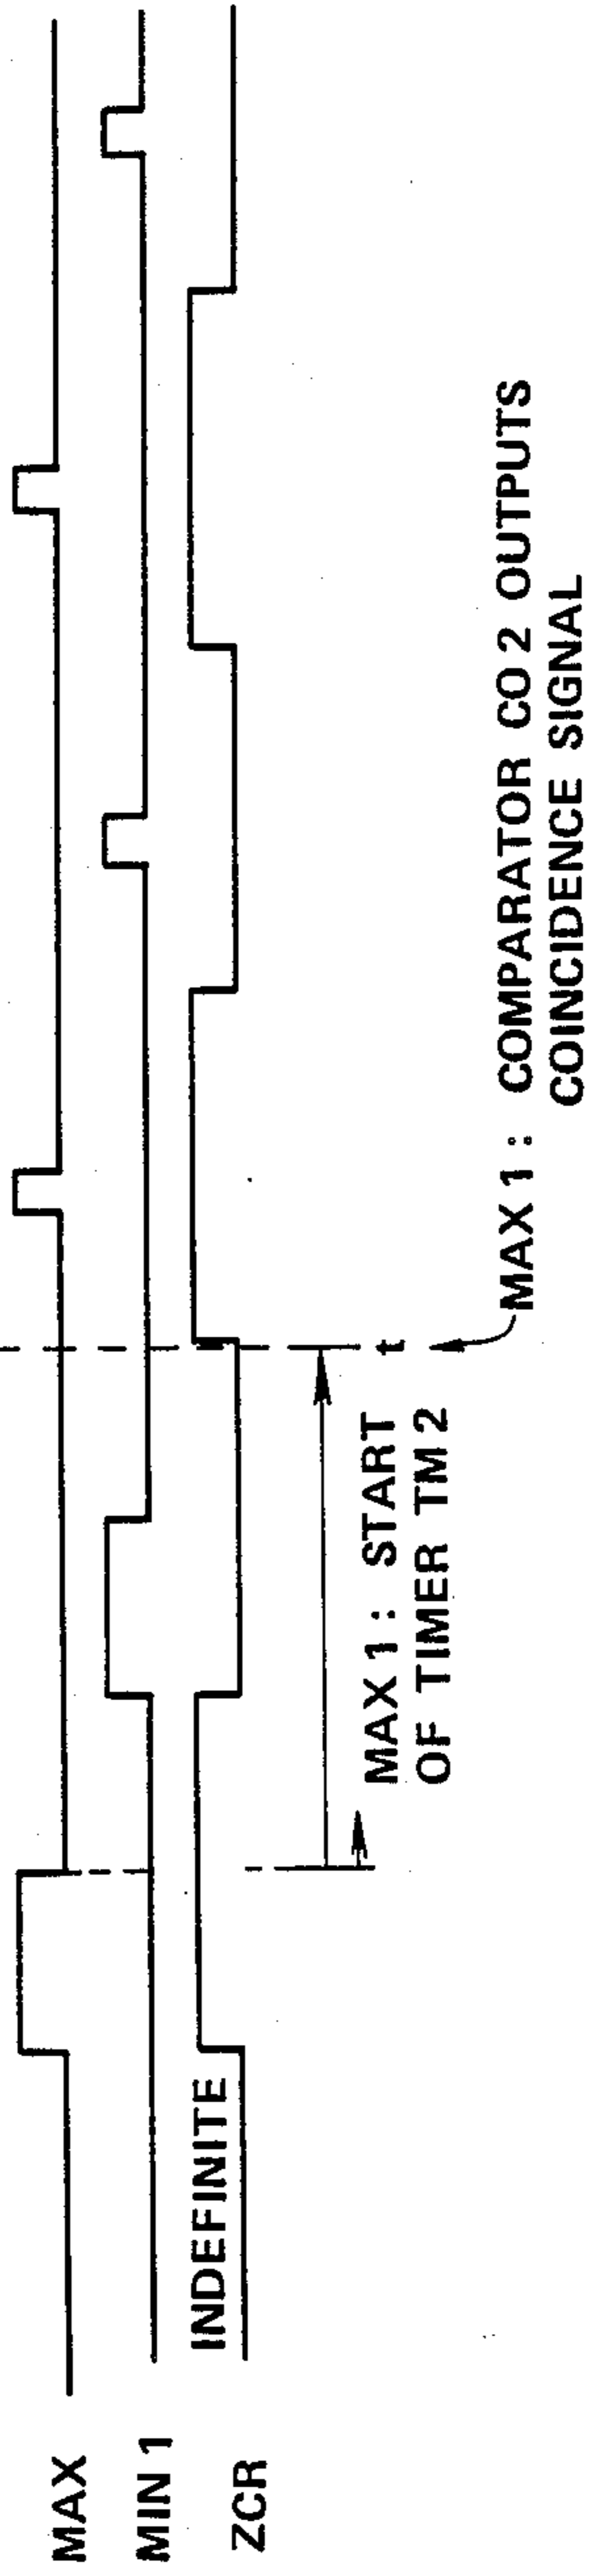 MAX
MIN 1
ZCR
INDEFINITE
MAX 1 : START
OF TIMER TM 2
t
MAX 1 : COMPARATOR CO 2 OUTPUTS
COINCIDENCE SIGNAL